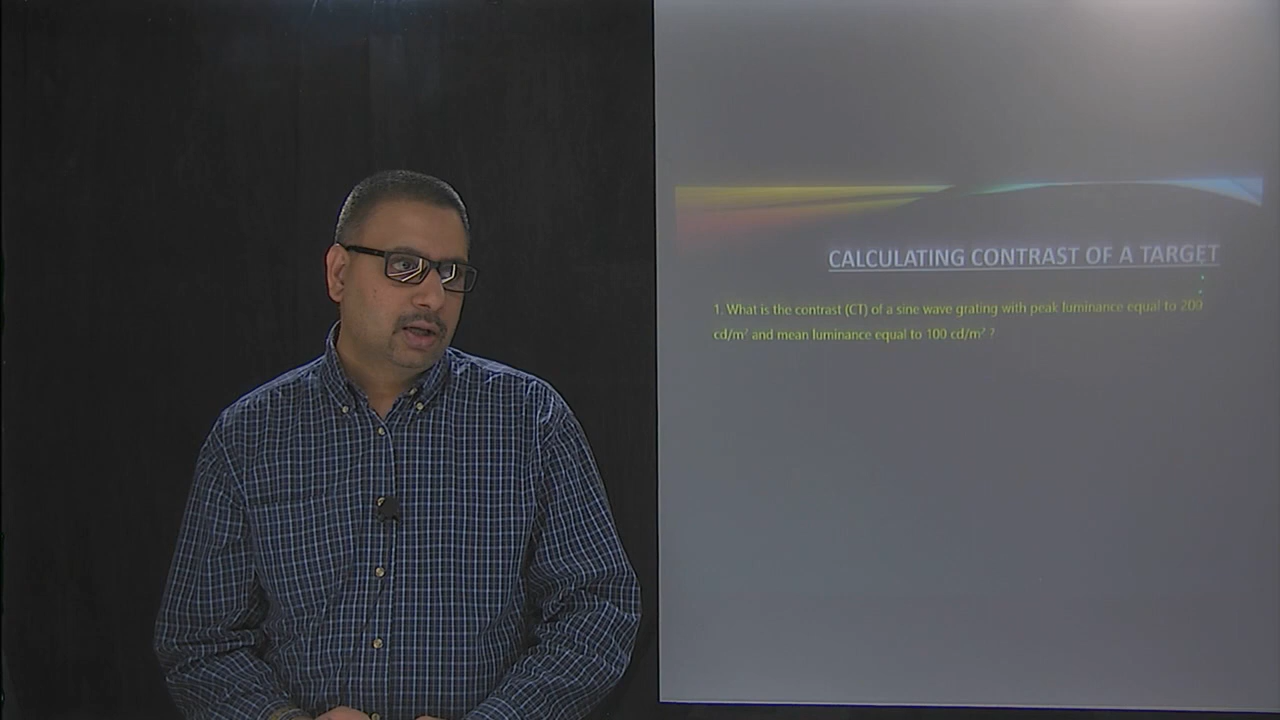 CALCULATING CONTRAST OF A TARGET
1. What is the contrast (CT) of a sine wave grating with peak luminance equal to 200
cd/m² and mean luminance equal to 100 cd/m² ?